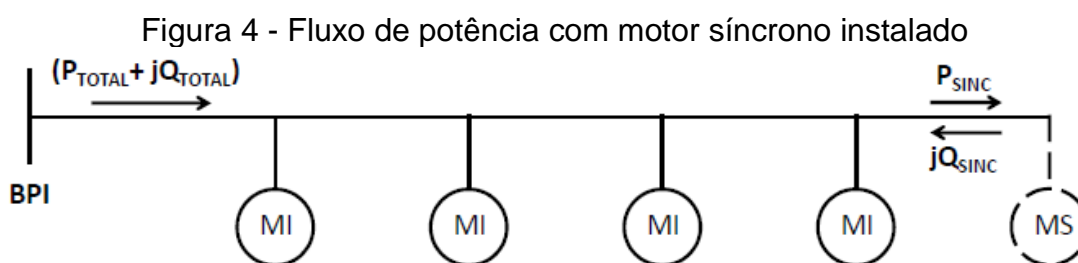 Figura 4 - Fluxo de potência com motor síncrono instalado
(PTOTAL+ jQTOTAL)
PSINC
jQSINC
BPI
MI MI MI MI MS